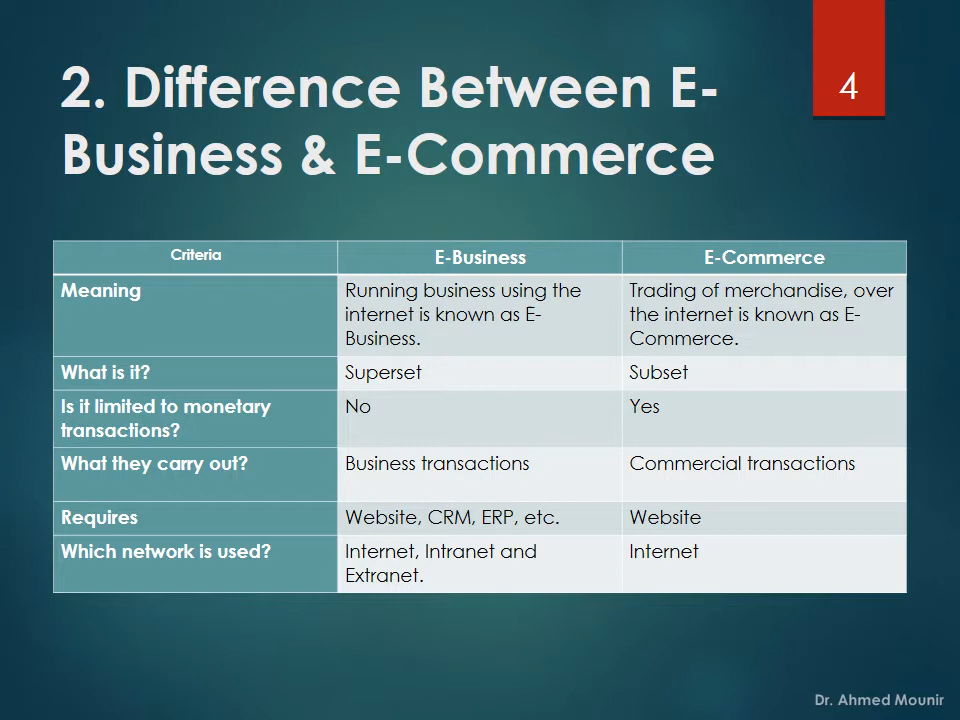 4
2. Difference Between E-
Business & E-Commerce
Criteria
E-Business
E-Commerce
Meaning
Running business using the
internet is known as E-
Business.
Trading of merchandise, over
the internet is known as E-
Commerce.
What is it?
Superset
Subset
Is it limited to monetary
transactions?
No
Yes
What they carry out?
Business transactions
Commercial transactions
Requires
Website, CRM, ERP, etc.
Website
Which network is used?
Internet, Intranet and
Extranet.
Internet
Dr. Ahmed Mounir